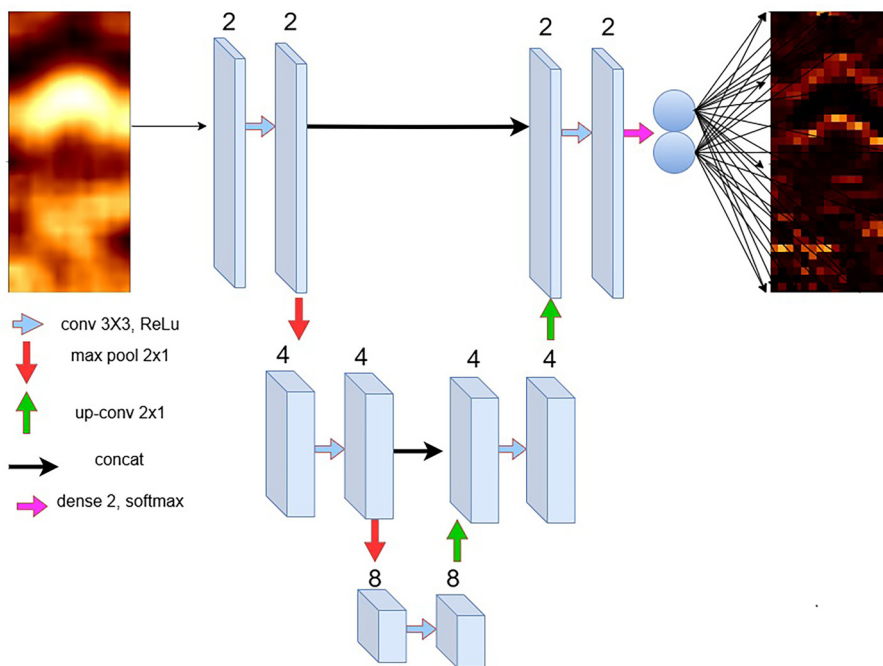 2 2 2 2
conv 3X3, ReLu
max pool 2x1
up-conv 2x1
concat
dense 2, softmax
4 4 4 4
8 8